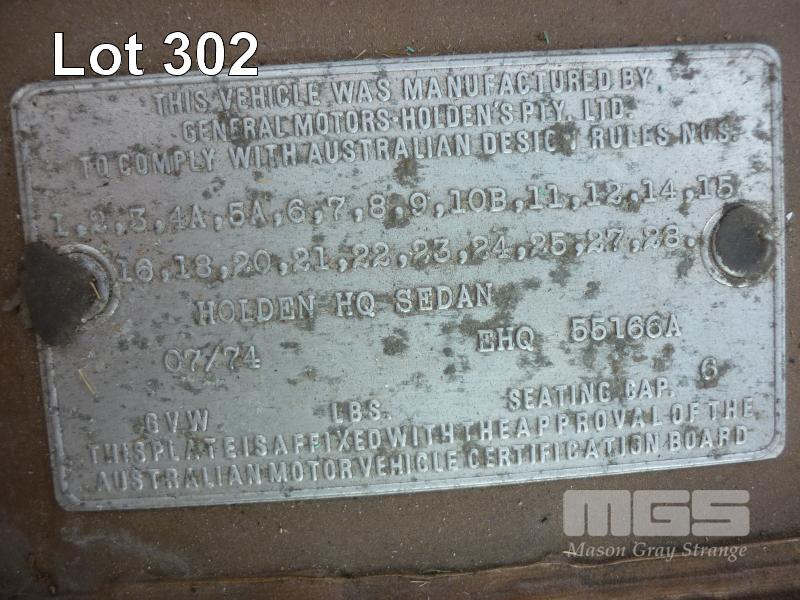 Lot 302
THIS VEHICLE WAS MANUFACTURED BY
GENERAL MOTORS-HOLDEN'S PTY. LTD.
TO COMPLY WITH AUSTRALIAN DESIGN RULES NOS.
1,2,3,4A,5A,6,7,8,9,10B,11,12,14,15
16,18,20,21,22,23,24,25,27,28.
HOLDEN HQ SEDAN
07/74 EHQ 55166A
GVW LBS. SEATING CAP. 6
THIS PLATE IS AFFIXED WITH THE APPROVAL OF THE
AUSTRALIAN MOTOR VEHICLE CERTIFICATION BOARD
MGS
Mason Gray Strange